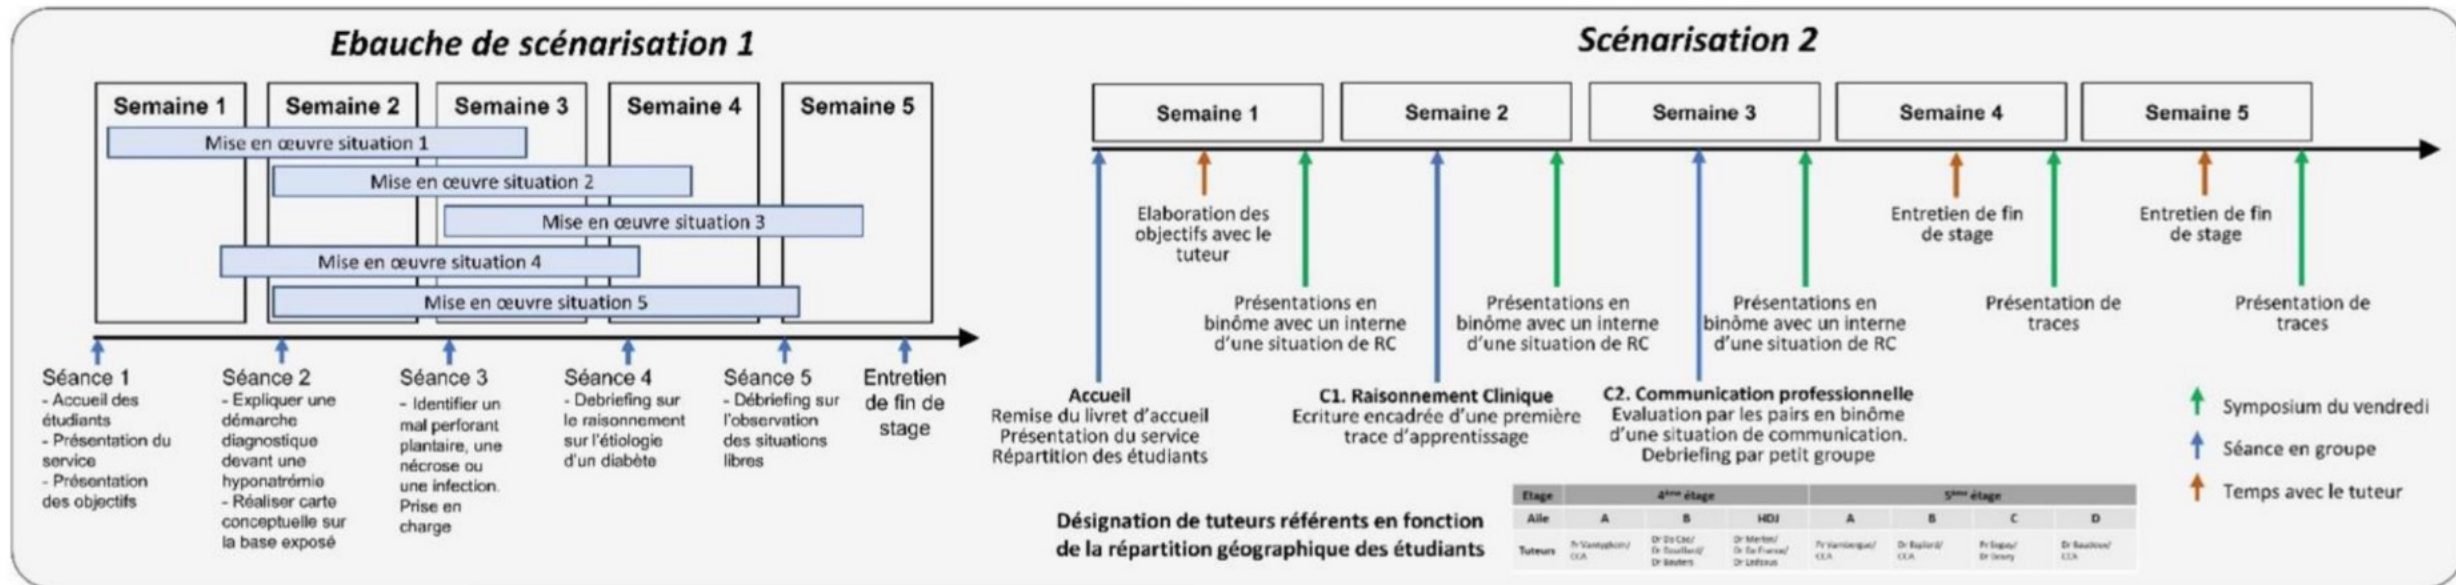 Ebauche de scénarisation 1
Semaine 1
Semaine 2
Semaine 3
Semaine 4
Semaine 5
Mise en œuvre situation 1
Mise en œuvre situation 2
Mise en œuvre situation 3
Mise en œuvre situation 4
Mise en œuvre situation 5
Séance 1
- Accueil des
étudiants
- Présentation du
service
- Présentation
des objectifs
Séance 2
- Expliquer une
démarche
diagnostique
devant une
hyponatrémie
- Réaliser carte
conceptuelle sur
la base exposé
Séance 3
- Identifier un
mal perforant
plantaire, une
nécrose ou
une infection.
Prise en
charge
Séance 4
- Debriefing sur
le raisonnement
sur l'étiologie
d'un diabète
Séance 5
- Débriefing sur
l'observation
des situations
libres
Entretien
de fin de
stage
Scénarisation 2
Semaine 1
Semaine 2
Semaine 3
Semaine 4
Semaine 5
Elaboration des
objectifs avec le
tuteur
Entretien de fin
de stage
Entretien de fin
de stage
Présentations en
binôme avec un interne
d'une situation de RC
Présentations en
binôme avec un interne
d'une situation de RC
Présentations en
binôme avec un interne
d'une situation de RC
Présentation de
traces
Présentation de
traces
Accueil
Remise du livret d'accueil
Présentation du service
Répartition des étudiants
C1. Raisonnement Clinique
Ecriture encadrée d'une première
trace d'apprentissage
C2. Communication professionnelle
Evaluation par les pairs en binôme
d'une situation de communication.
Debriefing par petit groupe
Symposium du vendredi
Séance en groupe
Temps avec le tuteur
Désignation de tuteurs référents en fonction
de la répartition géographique des étudiants
Etage 4ème étage 5ème étage
Aile A B HDJ A B C D
Tuteurs
CCA
CCA
CCA
CCA